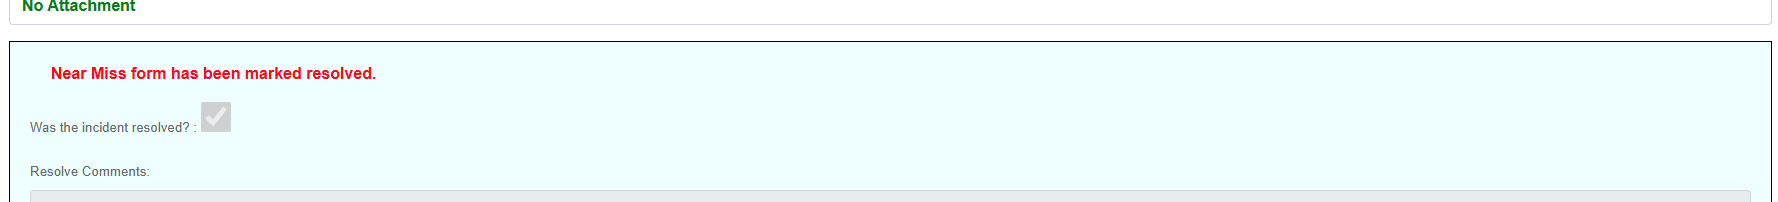 No Attachment
Near Miss form has been marked resolved.
Was the incident resolved? :
Resolve Comments: